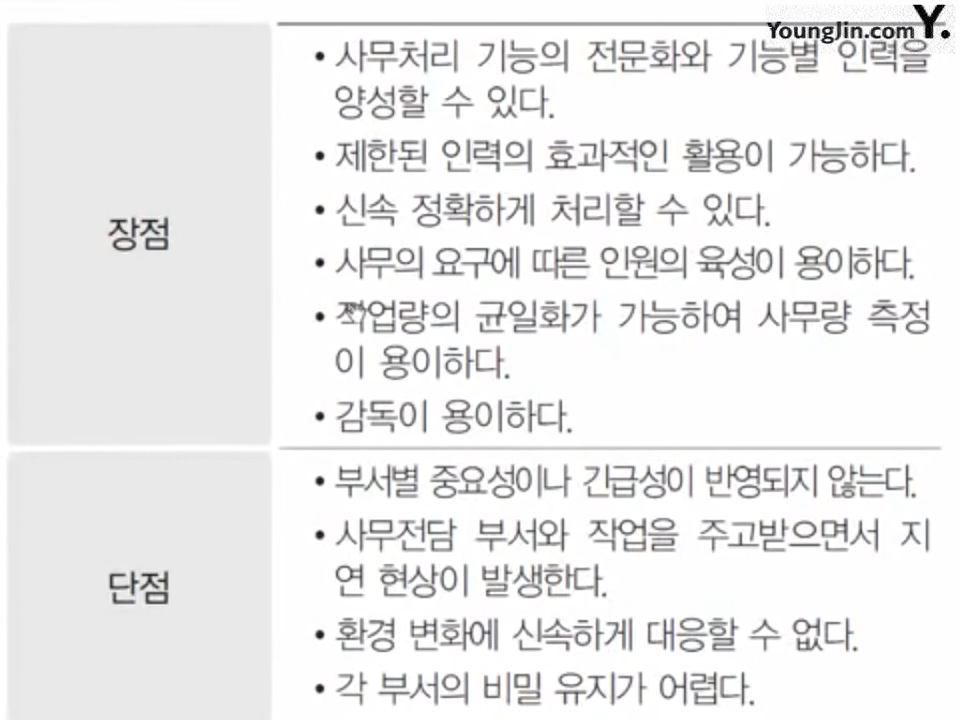 YoungJin.com Y.
장점
• 사무처리 기능의 전문화와 기능별 인력을
양성할 수 있다.
• 제한된 인력의 효과적인 활용이 가능하다.
• 신속 정확하게 처리할 수 있다.
• 사무의 요구에 따른 인원의 육성이 용이하다.
• 작업량의 균일화가 가능하여 사무량 측정
이 용이하다.
• 감독이 용이하다.
단점
• 부서별 중요성이나 긴급성이 반영되지 않는다.
• 사무전담 부서와 작업을 주고받으면서 지
연 현상이 발생한다.
• 환경 변화에 신속하게 대응할 수 없다.
• 각 부서의 비밀 유지가 어렵다.